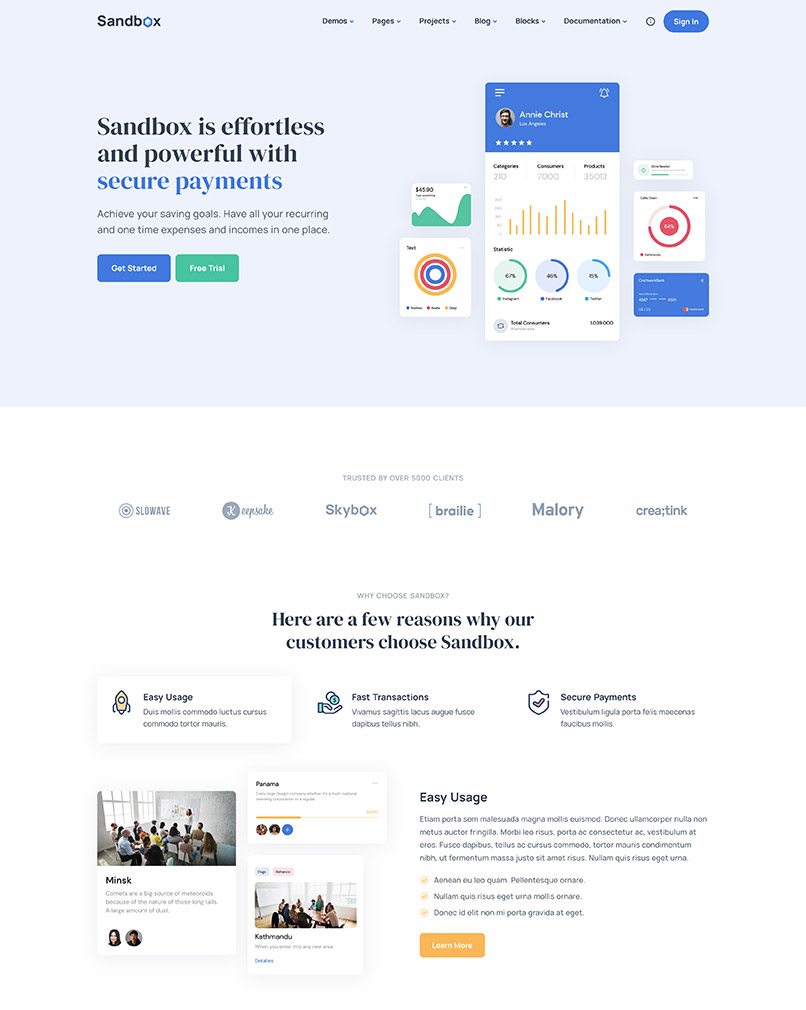 Sandbox
Demos Pages Projects Blog Blocks Documentation
Sign In
Sandbox is effortless
and powerful with
secure payments
Achieve your saving goals. Have all your recurring
and one time expenses and incomes in one place.
Get Started
Free Trial
Annie Christ
Los Angeles
Categories Consumers Products
210 7000 35012
Statistic
67% 46% 15%
Instagram Facebook Twitter
Total Consumers 1.039.000
$45.90
Text
64%
TRUSTED BY OVER 5000 CLIENTS
SLOWAVE
Keepsake
Skybox
[ brailie ]
Malory
crea;tink
WHY CHOOSE SANDBOX?
Here are a few reasons why our
customers choose Sandbox.
Easy Usage
Duis mollis commodo luctus cursus
commodo tortor mauris.
Fast Transactions
Vivamus sagittis lacus augue fusce
dapibus tellus nibh.
Secure Payments
Vestibulum ligula porta felis maecenas
faucibus mollis.
Minsk
Comets are a big source of meteoroids
because of the nature of those long tails.
A large amount of dust.
Panama
Kathmandu
When you enter into any new area
Detailes
Easy Usage
Etiam porta sem malesuada magna mollis euismod. Donec ullamcorper nulla non
metus auctor fringilla. Morbi leo risus, porta ac consectetur ac, vestibulum at
eros. Fusce dapibus, tellus ac cursus commodo, tortor mauris condimentum
nibh, ut fermentum massa justo sit amet risus. Nullam quis risus eget urna.
Aenean eu leo quam. Pellentesque ornare.
Nullam quis risus eget urna mollis ornare.
Donec id elit non mi porta gravida at eget.
Learn More